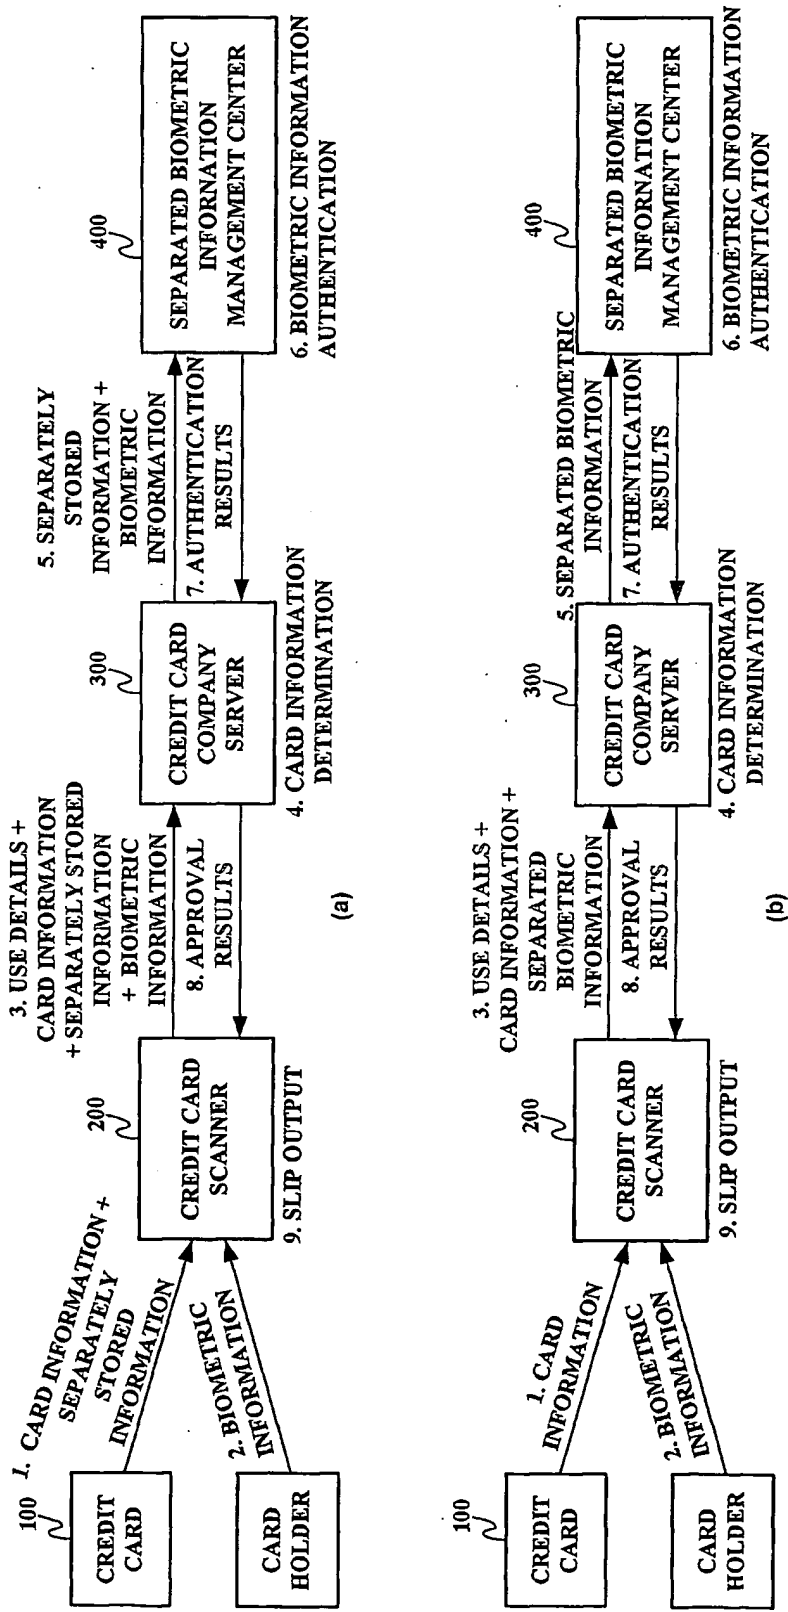 100
CREDIT
CARD
CARD
HOLDER
1. CARD INFORMATION +
SEPARATELY
STORED
INFORMATION
2. BIOMETRIC
INFORMATION
200
CREDIT CARD
SCANNER
9. SLIP OUTPUT
3. USE DETAILS +
CARD INFORMATION
+ SEPARATELY STORED
INFORMATION
+ BIOMETRIC
INFORMATION
8. APPROVAL
RESULTS
300
CREDIT CARD
COMPANY
SERVER
4. CARD INFORMATION
DETERMINATION
5. SEPARATELY
STORED
INFORMATION +
BIOMETRIC
INFORMATION
7. AUTHENTICATION
RESULTS
400
SEPARATED BIOMETRIC
INFORNATION
MANAGEMENT CENTER
6. BIOMETRIC INFORMATION
AUTHENTICATION
(a)
100
CREDIT
CARD
CARD
HOLDER
1. CARD
INFORMATION
2. BIOMETRIC
INFORMATION
200
CREDIT CARD
SCANNER
9. SLIP OUTPUT
3. USE DETAILS +
CARD INFORMATION +
SEPARATED
BIOMETRIC
INFORMATION
8. APPROVAL
RESULTS
300
CREDIT CARD
COMPANY
SERVER
4. CARD INFORMATION
DETERMINATION
5. SEPARATED BIOMETRIC
INFORMATION
7. AUTHENTICATION
RESULTS
400
SEPARATED BIOMETRIC
INFORNATION
MANAGEMENT CENTER
6. BIOMETRIC INFORMATION
AUTHENTICATION
(b)